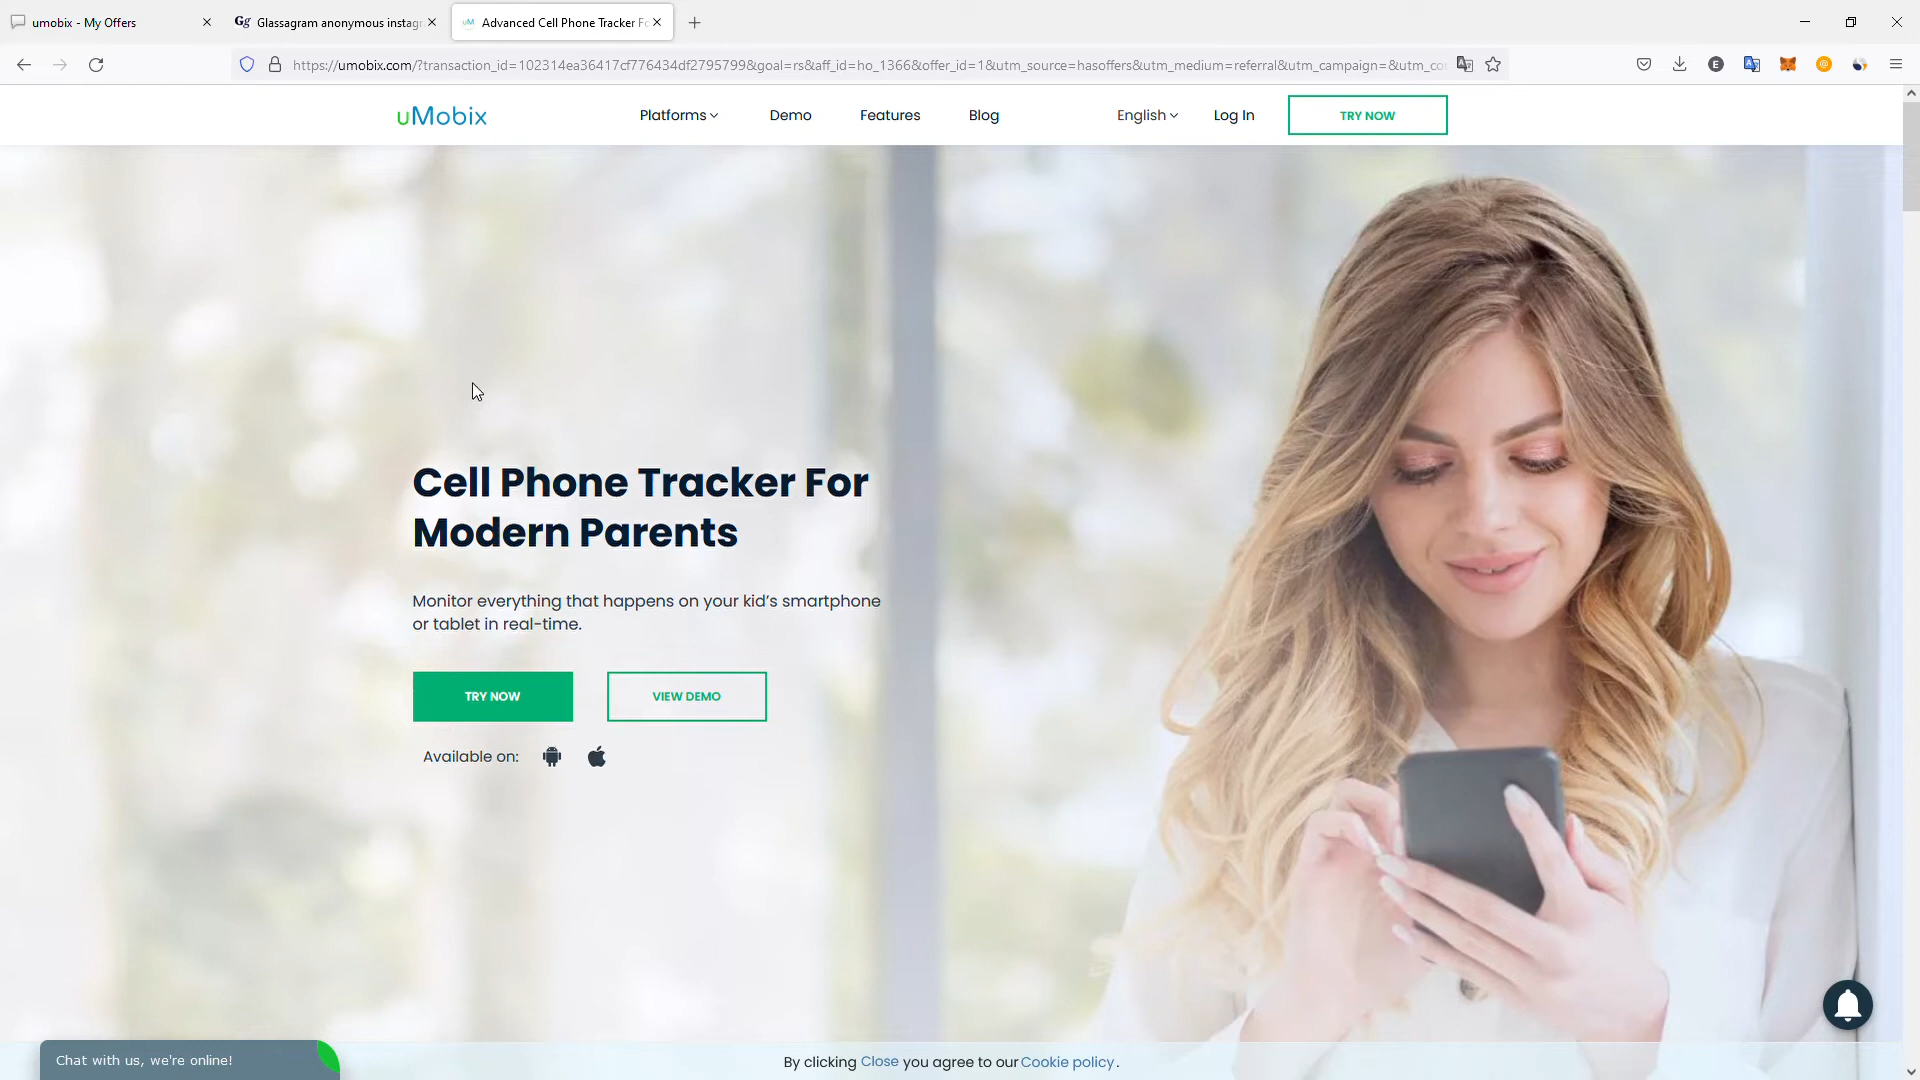 umobix - My Offers
Gg Glassagram anonymous instagr
uM Advanced Cell Phone Tracker Fo
https://umobix.com/?transaction_id=102314ea36417cf776434df2795799&goal=rs&aff_id=ho_1366&offer_id=1&utm_source=hasoffers&utm_medium=referral&utm_campaign=&utm_co
uMobix
Platforms
Demo
Features
Blog
English
Log In
TRY NOW
Cell Phone Tracker For
Modern Parents
Monitor everything that happens on your kid’s smartphone
or tablet in real-time.
TRY NOW
VIEW DEMO
Available on:
Chat with us, we're online!
By clicking Close you agree to our Cookie policy.